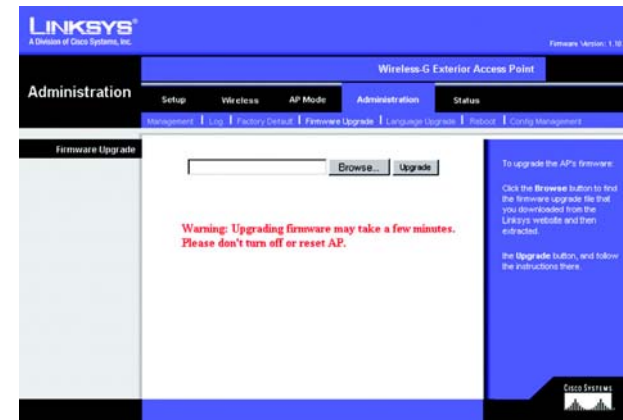 LINKSYS®
A Division of Cisco Systems, Inc.
Firmware Version: 1.10
Wireless-G Exterior Access Point
Administration
Setup Wireless AP Mode Administration Status
Management | Log | Factory Default | Firmware Upgrade | Language Upgrade | Reboot | Config Management
Firmware Upgrade
Browse... Upgrade
Warning: Upgrading firmware may take a few minutes.
Please don't turn off or reset AP.
To upgrade the AP's firmware:
Click the Browse button to find
the firmware upgrade file that
you downloaded from the
Linksys website and then
extracted.
the Upgrade button, and follow
the instructions there.
CISCO SYSTEMS